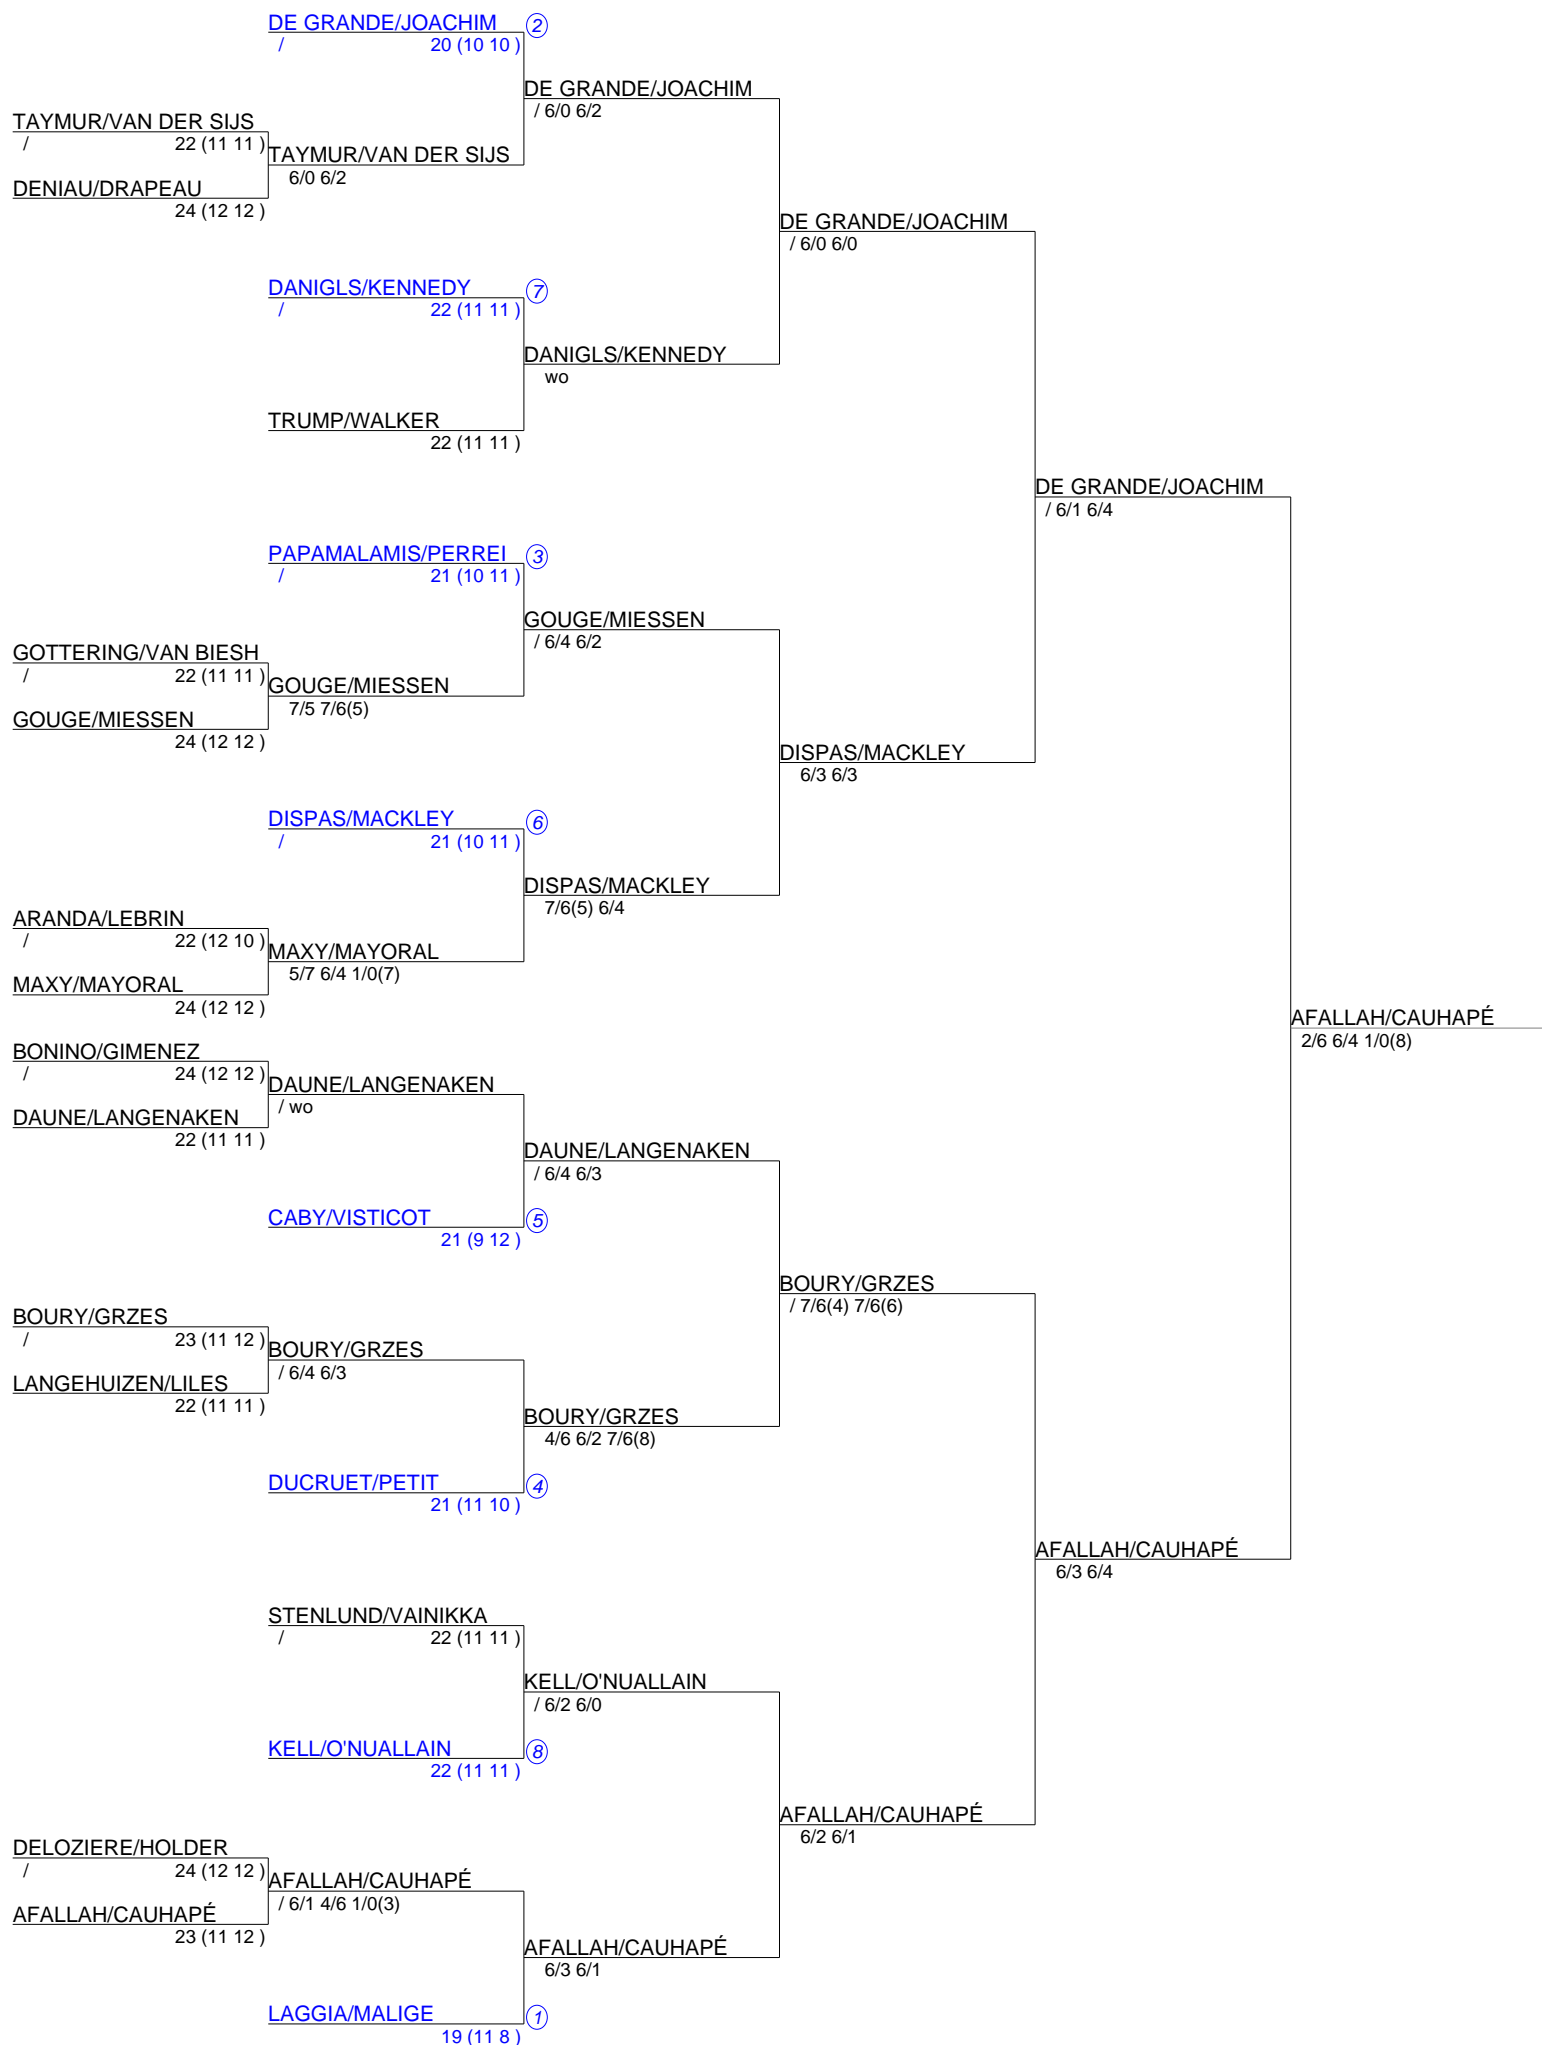 DE GRANDE/JOACHIM 2
/ 20 (10 10 )
DE GRANDE/JOACHIM
/ 6/0 6/2
TAYMUR/VAN DER SIJS
/ 22 (11 11 )
TAYMUR/VAN DER SIJS
6/0 6/2
DENIAU/DRAPEAU
24 (12 12 )
DE GRANDE/JOACHIM
/ 6/0 6/0
DANIGLS/KENNEDY 7
/ 22 (11 11 )
DANIGLS/KENNEDY
wo
TRUMP/WALKER
22 (11 11 )
DE GRANDE/JOACHIM
/ 6/1 6/4
PAPAMALAMIS/PERREI 3
/ 21 (10 11 )
GOUGE/MIESSEN
/ 6/4 6/2
GOTTERING/VAN BIESH
/ 22 (11 11 )
GOUGE/MIESSEN
7/5 7/6(5)
GOUGE/MIESSEN
24 (12 12 )
DISPAS/MACKLEY
6/3 6/3
DISPAS/MACKLEY 6
/ 21 (10 11 )
DISPAS/MACKLEY
7/6(5) 6/4
ARANDA/LEBRIN
/ 22 (12 10 )
MAXY/MAYORAL
5/7 6/4 1/0(7)
MAXY/MAYORAL
24 (12 12 )
AFALLAH/CAUHAPÉ
2/6 6/4 1/0(8)
BONINO/GIMENEZ
/ 24 (12 12 )
DAUNE/LANGENAKEN
/ wo
DAUNE/LANGENAKEN
22 (11 11 )
DAUNE/LANGENAKEN
/ 6/4 6/3
CABY/VISTICOT 5
21 (9 12 )
BOURY/GRZES
/ 7/6(4) 7/6(6)
BOURY/GRZES
/ 23 (11 12 )
BOURY/GRZES
/ 6/4 6/3
LANGEHUIZEN/LILES
22 (11 11 )
BOURY/GRZES
4/6 6/2 7/6(8)
DUCRUET/PETIT 4
21 (11 10 )
AFALLAH/CAUHAPÉ
6/3 6/4
STENLUND/VAINIKKA
/ 22 (11 11 )
KELL/O'NUALLAIN
/ 6/2 6/0
KELL/O'NUALLAIN 8
22 (11 11 )
AFALLAH/CAUHAPÉ
6/2 6/1
DELOZIERE/HOLDER
/ 24 (12 12 )
AFALLAH/CAUHAPÉ
/ 6/1 4/6 1/0(3)
AFALLAH/CAUHAPÉ
23 (11 12 )
AFALLAH/CAUHAPÉ
6/3 6/1
LAGGIA/MALIGE 1
19 (11 8 )